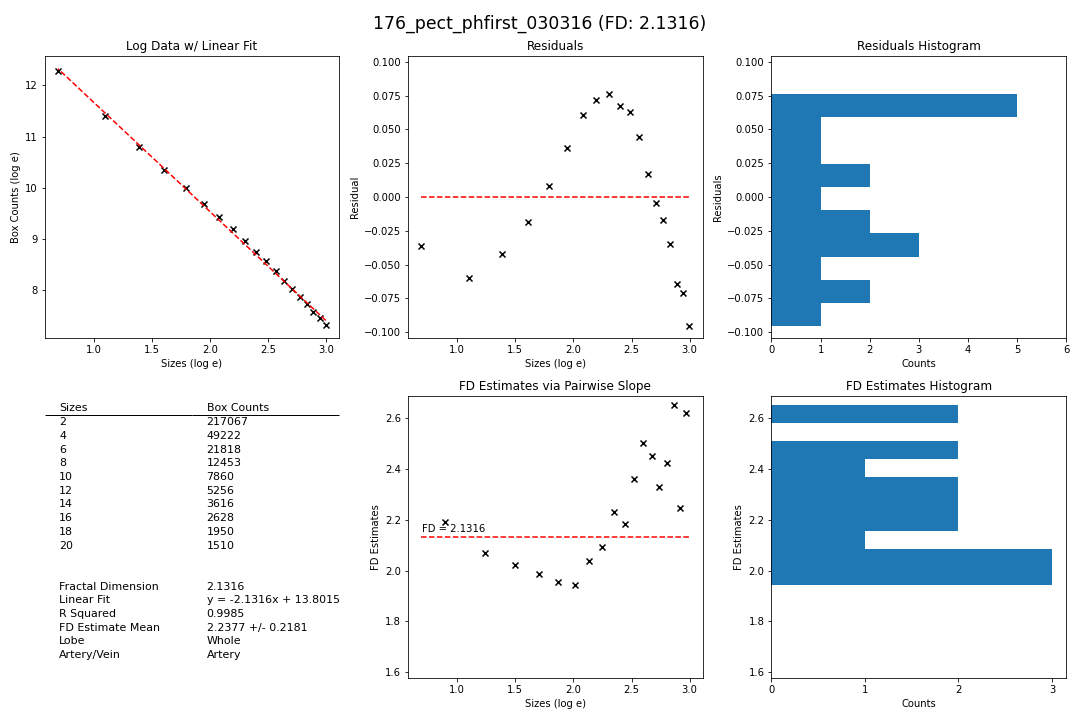 176_pect_phfirst_030316 (FD: 2.1316)
Log Data w/ Linear Fit
Box Counts (log e)
12
11
10
9
8
1.0 1.5 2.0 2.5 3.0
Sizes (log e)
Residuals
Residual
0.100
0.075
0.050
0.025
0.000
−0.025
−0.050
−0.075
−0.100
1.0 1.5 2.0 2.5 3.0
Sizes (log e)
Residuals Histogram
Residuals
0.100
0.075
0.050
0.025
0.000
−0.025
−0.050
−0.075
−0.100
0 1 2 3 4 5 6
Counts
Sizes Box Counts
2 217067
4 49222
6 21818
8 12453
10 7860
12 5256
14 3616
16 2628
18 1950
20 1510
Fractal Dimension 2.1316
Linear Fit y = -2.1316x + 13.8015
R Squared 0.9985
FD Estimate Mean 2.2377 +/- 0.2181
Lobe Whole
Artery/Vein Artery
FD Estimates via Pairwise Slope
FD Estimates
2.6
2.4
2.2
2.0
1.8
1.6
FD = 2.1316
1.0 1.5 2.0 2.5 3.0
Sizes (log e)
FD Estimates Histogram
FD Estimates
2.6
2.4
2.2
2.0
1.8
1.6
0 1 2 3
Counts